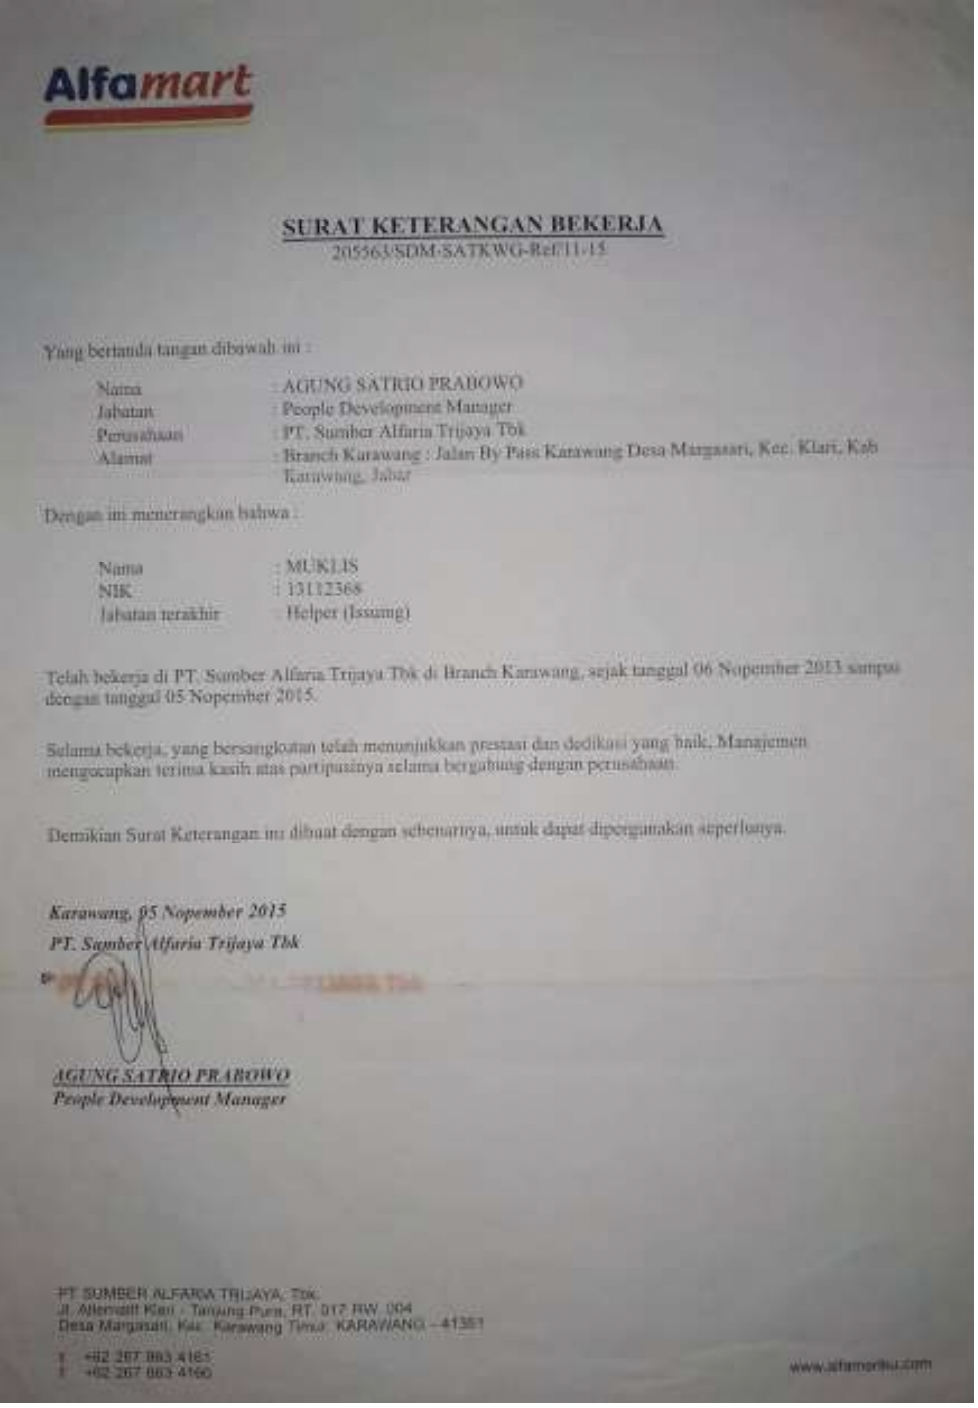 Alfamart
SURAT KETERANGAN BEKERJA
205563/SDM-SATKWG-Ref/11-15
Yang bertanda tangan dibawah ini :
Nama : AGUNG SATRIO PRABOWO
Jabatan : People Development Manager
Perusahaan : PT. Sumber Alfaria Trijaya Tbk
Alamat : Branch Karawang : Jalan By Pass Karawang Desa Margasari, Kec. Klari, Kab
Karawang, Jabar
Dengan ini menerangkan bahwa :
Nama : MUKLIS
NIK : 13112368
Jabatan terakhir : Helper (Issuing)
Telah bekerja di PT. Sumber Alfaria Trijaya Tbk di Branch Karawang, sejak tanggal 06 Nopember 2013 sampai
dengan tanggal 05 Nopember 2015.
Selama bekerja, yang bersangkutan telah menunjukkan prestasi dan dedikasi yang baik. Manajemen
mengucapkan terima kasih atas partipasinya selama bergabung dengan perusahaan.
Demikian Surat Keterangan ini dibuat dengan sebenarnya, untuk dapat dipergunakan seperlunya.
Karawang, 05 Nopember 2015
PT. Sumber Alfaria Trijaya Tbk
AGUNG SATRIO PRABOWO
People Development Manager
PT SUMBER ALFARIA TRIJAYA, Tbk.
Jl. Klari - Tanjung Pura, RT. 017 RW. 004
Desa Margasari, Kec. Karawang Timur. KARAWANG - 41351
+62 267 863 4161
+62 267 863 4160
www.alfamartku.com